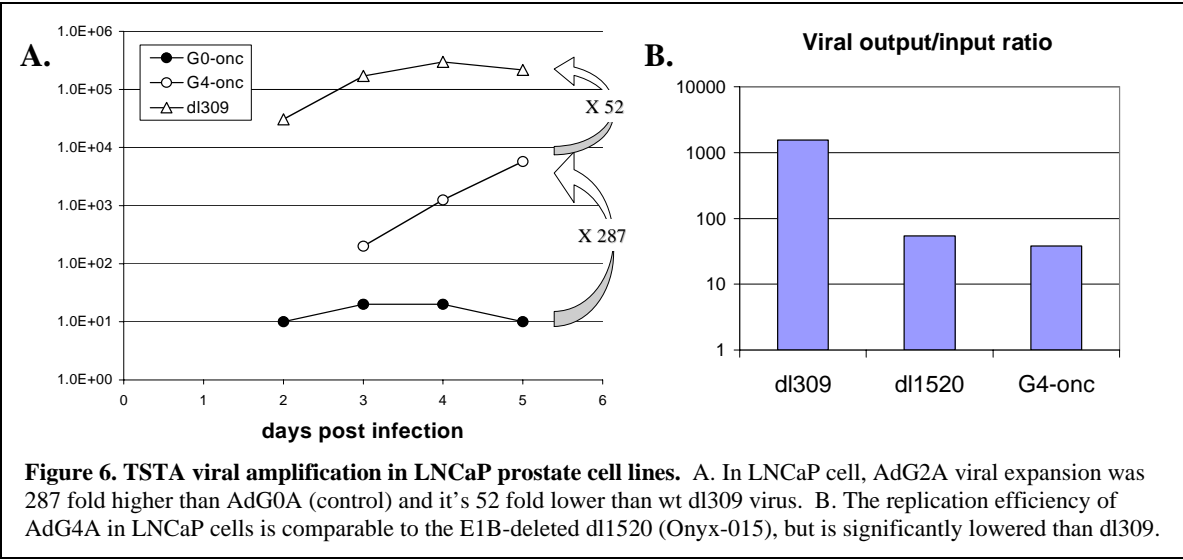 A.
1.0E+06
1.0E+05
1.0E+04
1.0E+03
1.0E+02
1.0E+01
1.0E+00
G0-onc
G4-onc
dl309
X 52
X 287
0 1 2 3 4 5 6
days post infection
B.
Viral output/input ratio
10000
1000
100
10
1
dl309 dl1520 G4-onc
Figure 6. TSTA viral amplification in LNCaP prostate cell lines. A. In LNCaP cell, AdG2A viral expansion was
287 fold higher than AdG0A (control) and it's 52 fold lower than wt dl309 virus. B. The replication efficiency of
AdG4A in LNCaP cells is comparable to the E1B-deleted dl1520 (Onyx-015), but is significantly lowered than dl309.